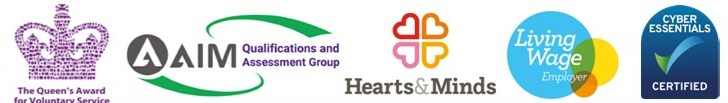 The Queen's Award
for Voluntary Service
AIM
Qualifications and
Assessment Group
Hearts&Minds
Living
Wage
Employer
CYBER
ESSENTIALS
CERTIFIED